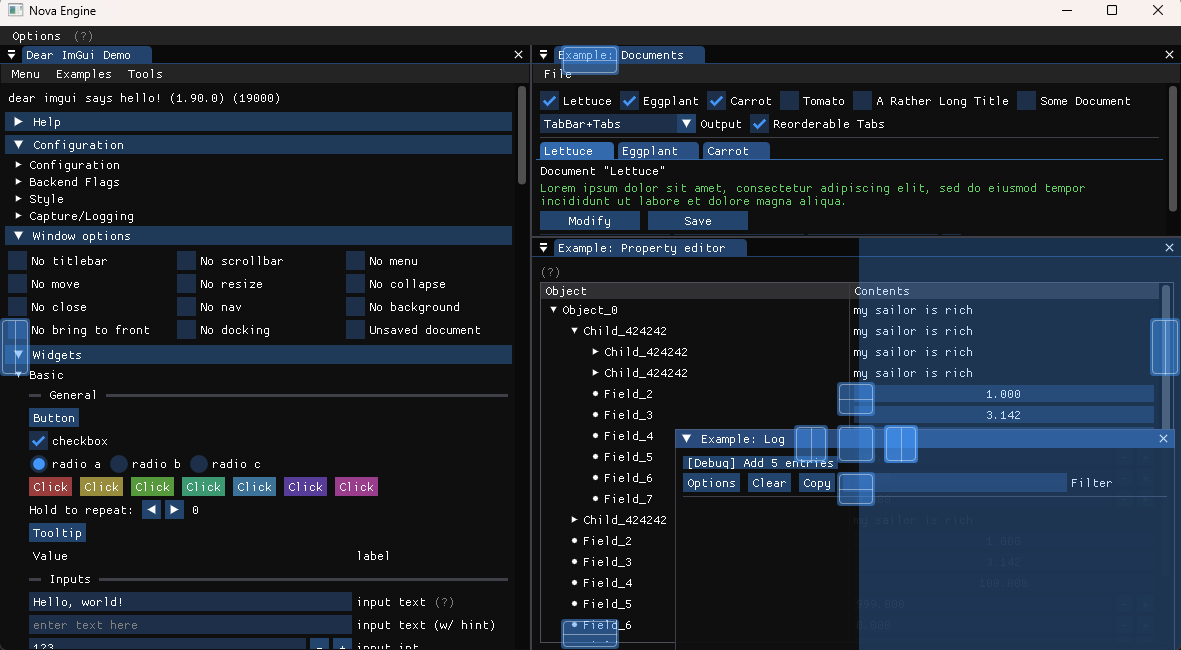 Nova Engine
Options (?)
Dear ImGui Demo
Menu Examples Tools
dear imgui says hello! (1.90.0) (19000)
Help
Configuration
Configuration
Backend Flags
Style
Capture/Logging
Window options
No titlebar No scrollbar No menu
No move No resize No collapse
No close No nav No background
No bring to front No docking Unsaved document
Widgets
Basic
General
Button
checkbox
radio a radio b radio c
Click Click Click Click Click Click Click
Hold to repeat: 0
Tooltip
Value label
Inputs
Hello, world! input text (?)
enter text here input text (w/ hint)
123 - + input int
Example: Documents
File
Lettuce Eggplant Carrot Tomato A Rather Long Title Some Document
TabBar+Tabs Output Reorderable Tabs
Lettuce Eggplant Carrot
Document "Lettuce"
Lorem ipsum dolor sit amet, consectetur adipiscing elit, sed do eiusmod tempor
incididunt ut labore et dolore magna aliqua.
Modify Save
Example: Property editor
(?)
Object Contents
Object_0 my sailor is rich
Child_424242 my sailor is rich
Child_424242 my sailor is rich
Child_424242 my sailor is rich
Field_2 1.000
Field_3 3.142
Field_4
Field_5
Field_6
Field_7
Child_424242 my sailor is rich
Field_2 1.000
Field_3 3.142
Field_4
Field_5
Field_6
Example: Log
[Debug] Add 5 entries
Options Clear Copy Filter